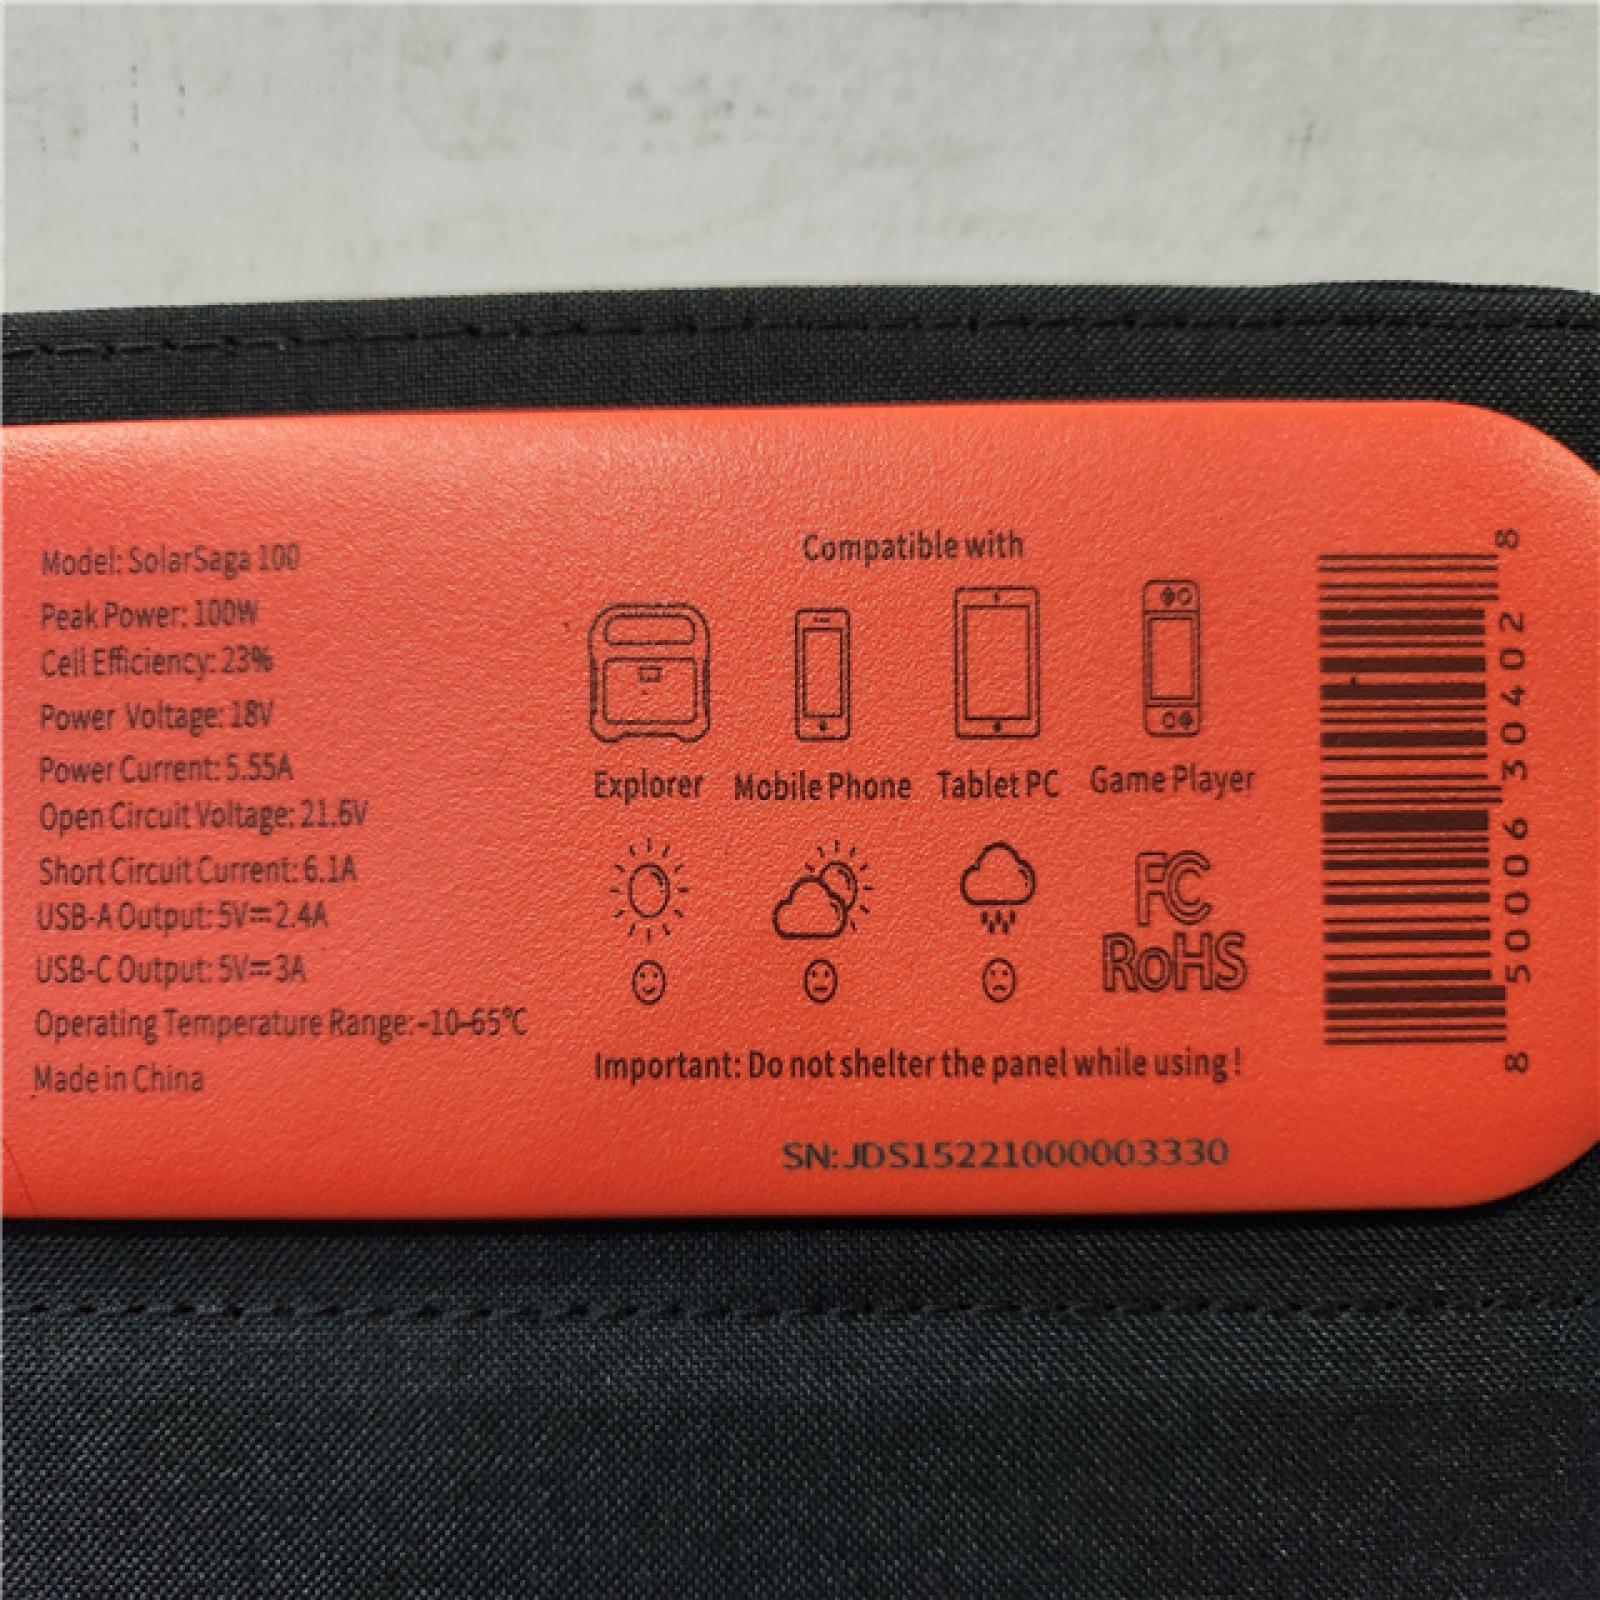 Model: SolarSaga 100
Peak Power: 100W
Cell Efficiency: 23%
Power Voltage: 18V
Power Current: 5.55A
Open Circuit Voltage: 21.6V
Short Circuit Current: 6.1A
USB-A Output: 5V⎓2.4A
USB-C Output: 5V⎓3A
Operating Temperature Range:-10-65℃
Made in China
Compatible with
Explorer
Mobile Phone
Tablet PC
Game Player
FC
RoHS
Important: Do not shelter the panel while using !
SN:JDS15221000003330
8 50006 30402 8